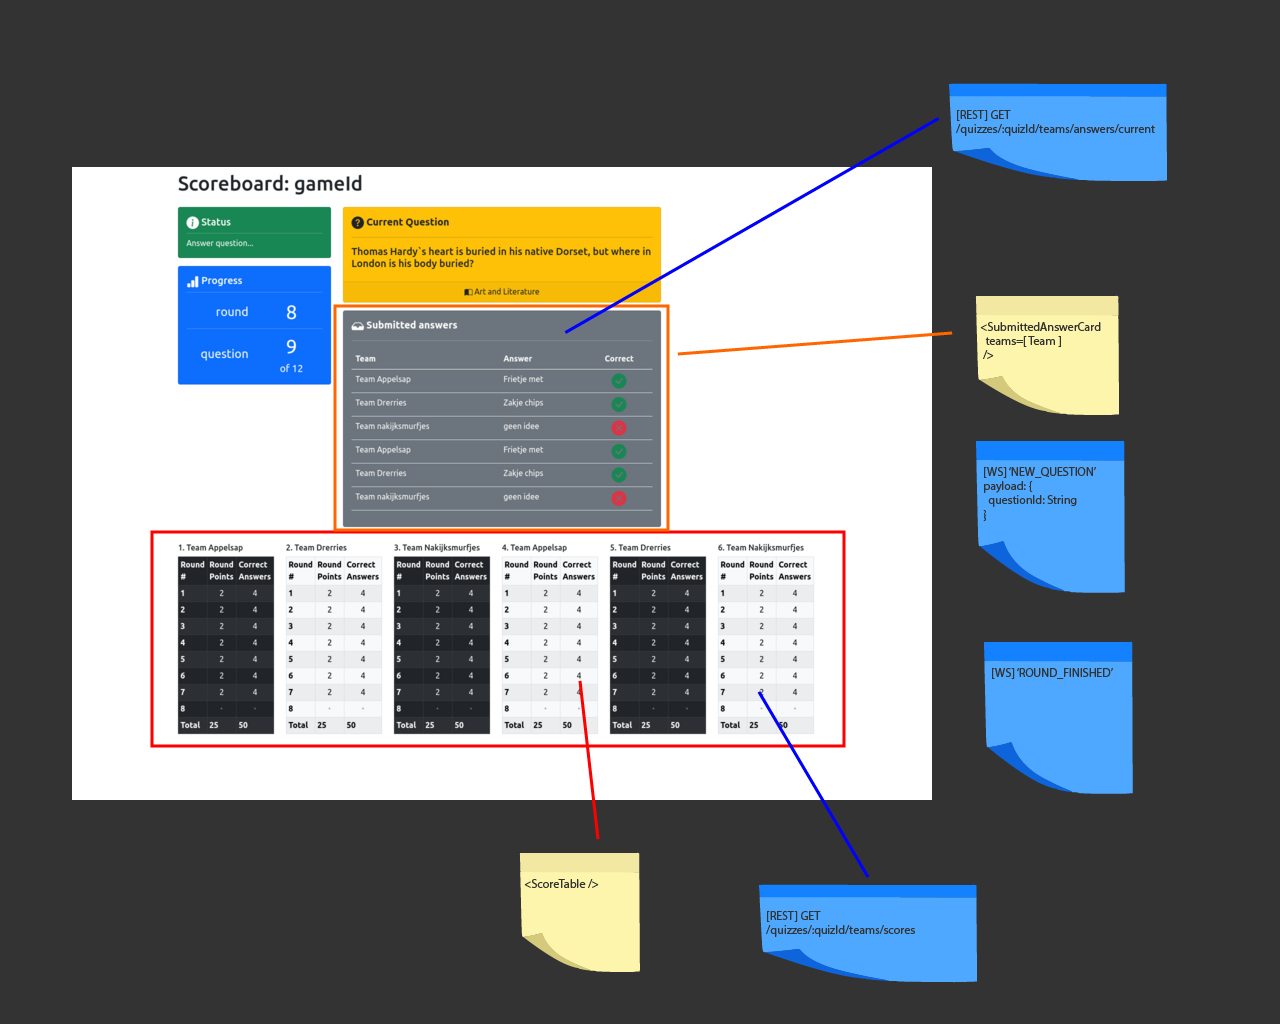 [REST] GET
/quizzes/:quizId/teams/answers/current
Scoreboard: gameId
Status
Answer question...
Progress
round 8
question 9
of 12
Current Question
Thomas Hardy`s heart is buried in his native Dorset, but where in
London is his body buried?
Art and Literature
Submitted answers
Team Answer Correct
Team Appelsap Frietje met
Team Drerries Zakje chips
Team nakijksmurfjes geen idee
Team Appelsap Frietje met
Team Drerries Zakje chips
Team nakijksmurfjes geen idee
<SubmittedAnswerCard
teams=[ Team ]
/>
[WS] ‘NEW_QUESTION’
payload: {
questionId: String
}
[WS] ‘ROUND_FINISHED’
1. Team Appelsap
Round Round Correct
# Points Answers
1 2 4
2 2 4
3 2 4
4 2 4
5 2 4
6 2 4
7 2 4
8 - -
Total 25 50
2. Team Drerries
Round Round Correct
# Points Answers
1 2 4
2 2 4
3 2 4
4 2 4
5 2 4
6 2 4
7 2 4
8 - -
Total 25 50
3. Team Nakijksmurfjes
Round Round Correct
# Points Answers
1 2 4
2 2 4
3 2 4
4 2 4
5 2 4
6 2 4
7 2 4
8 - -
Total 25 50
4. Team Appelsap
Round Round Correct
# Points Answers
1 2 4
2 2 4
3 2 4
4 2 4
5 2 4
6 2 4
7 2 4
8 - -
Total 25 50
5. Team Drerries
Round Round Correct
# Points Answers
1 2 4
2 2 4
3 2 4
4 2 4
5 2 4
6 2 4
7 2 4
8 - -
Total 25 50
6. Team Nakijksmurfjes
Round Round Correct
# Points Answers
1 2 4
2 2 4
3 2 4
4 2 4
5 2 4
6 2 4
7 2 4
8 - -
Total 25 50
<ScoreTable />
[REST] GET
/quizzes/:quizId/teams/scores